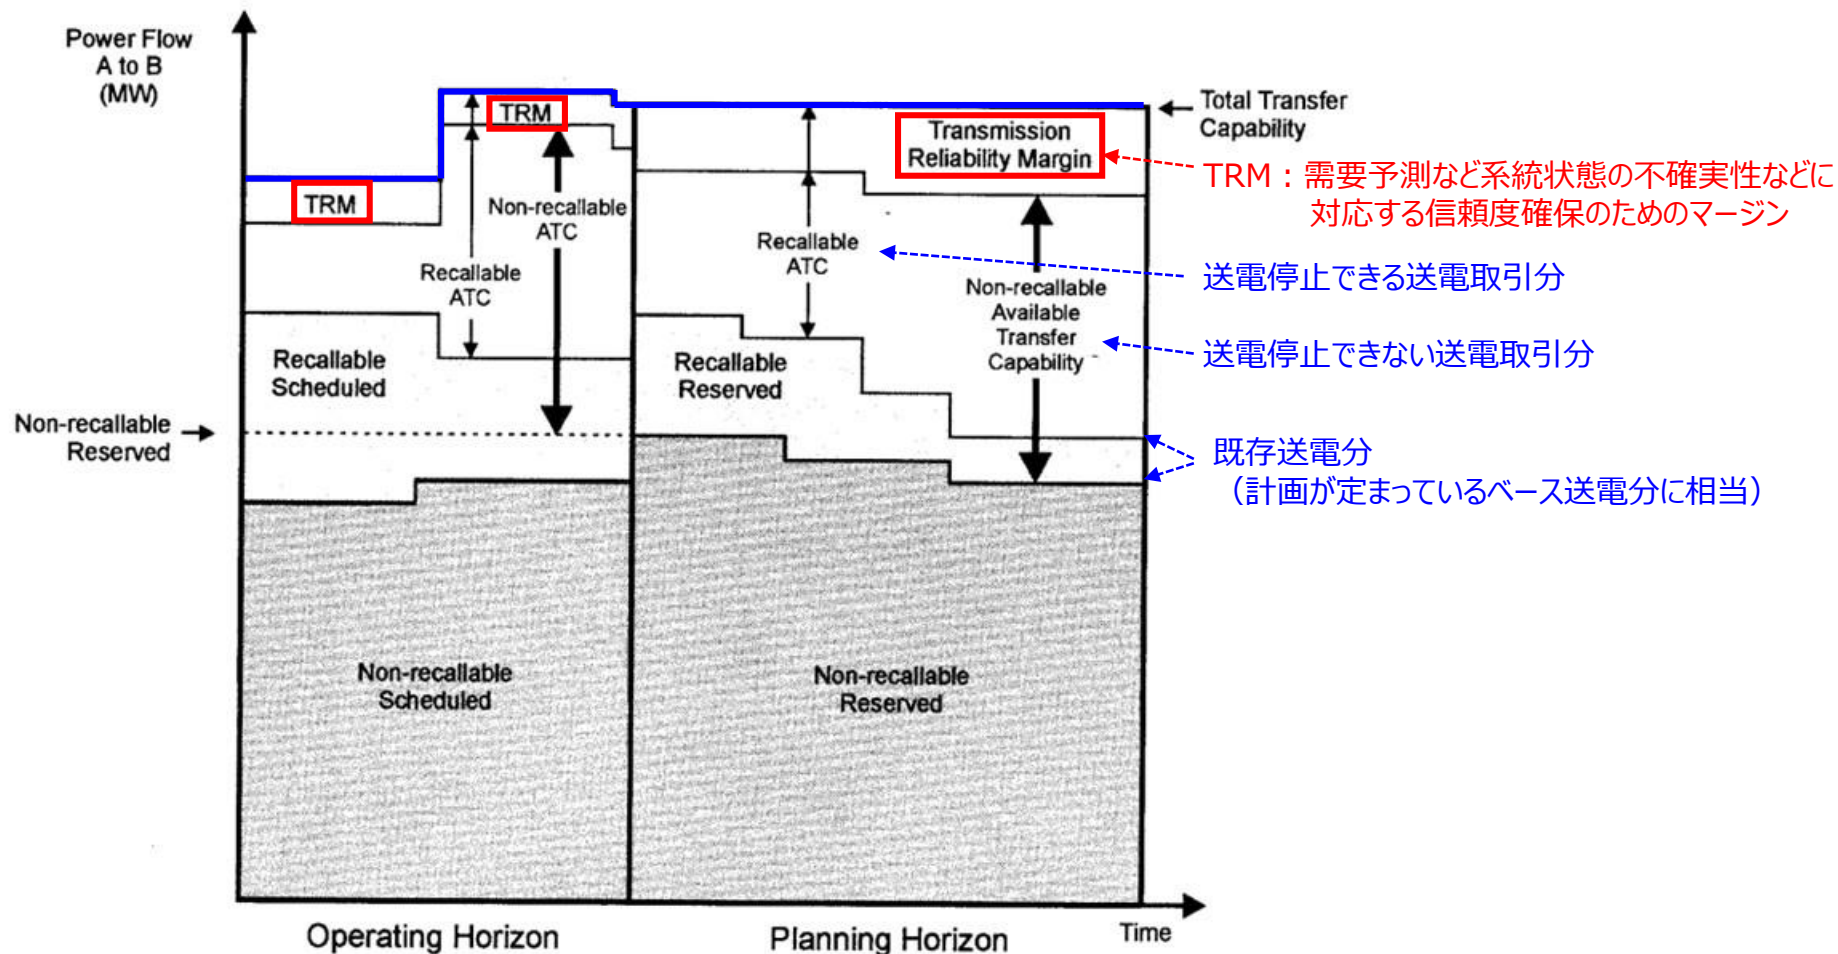 Power Flow
A to B
(MW)
TRM
TRM
Transmission
Reliability Margin
Total Transfer
Capability
TRM：需要予測など系統状態の不確実性などに
対応する信頼度確保のためのマージン
Non-recallable
ATC
Recallable
ATC
Recallable
ATC
送電停止できる送電取引分
Non-recallable
Available
Transfer
Capability
送電停止できない送電取引分
Recallable
Scheduled
Recallable
Reserved
Non-recallable
Reserved
既存送電分
（計画が定まっているベース送電分に相当）
Non-recallable
Scheduled
Non-recallable
Reserved
Operating Horizon
Planning Horizon
Time